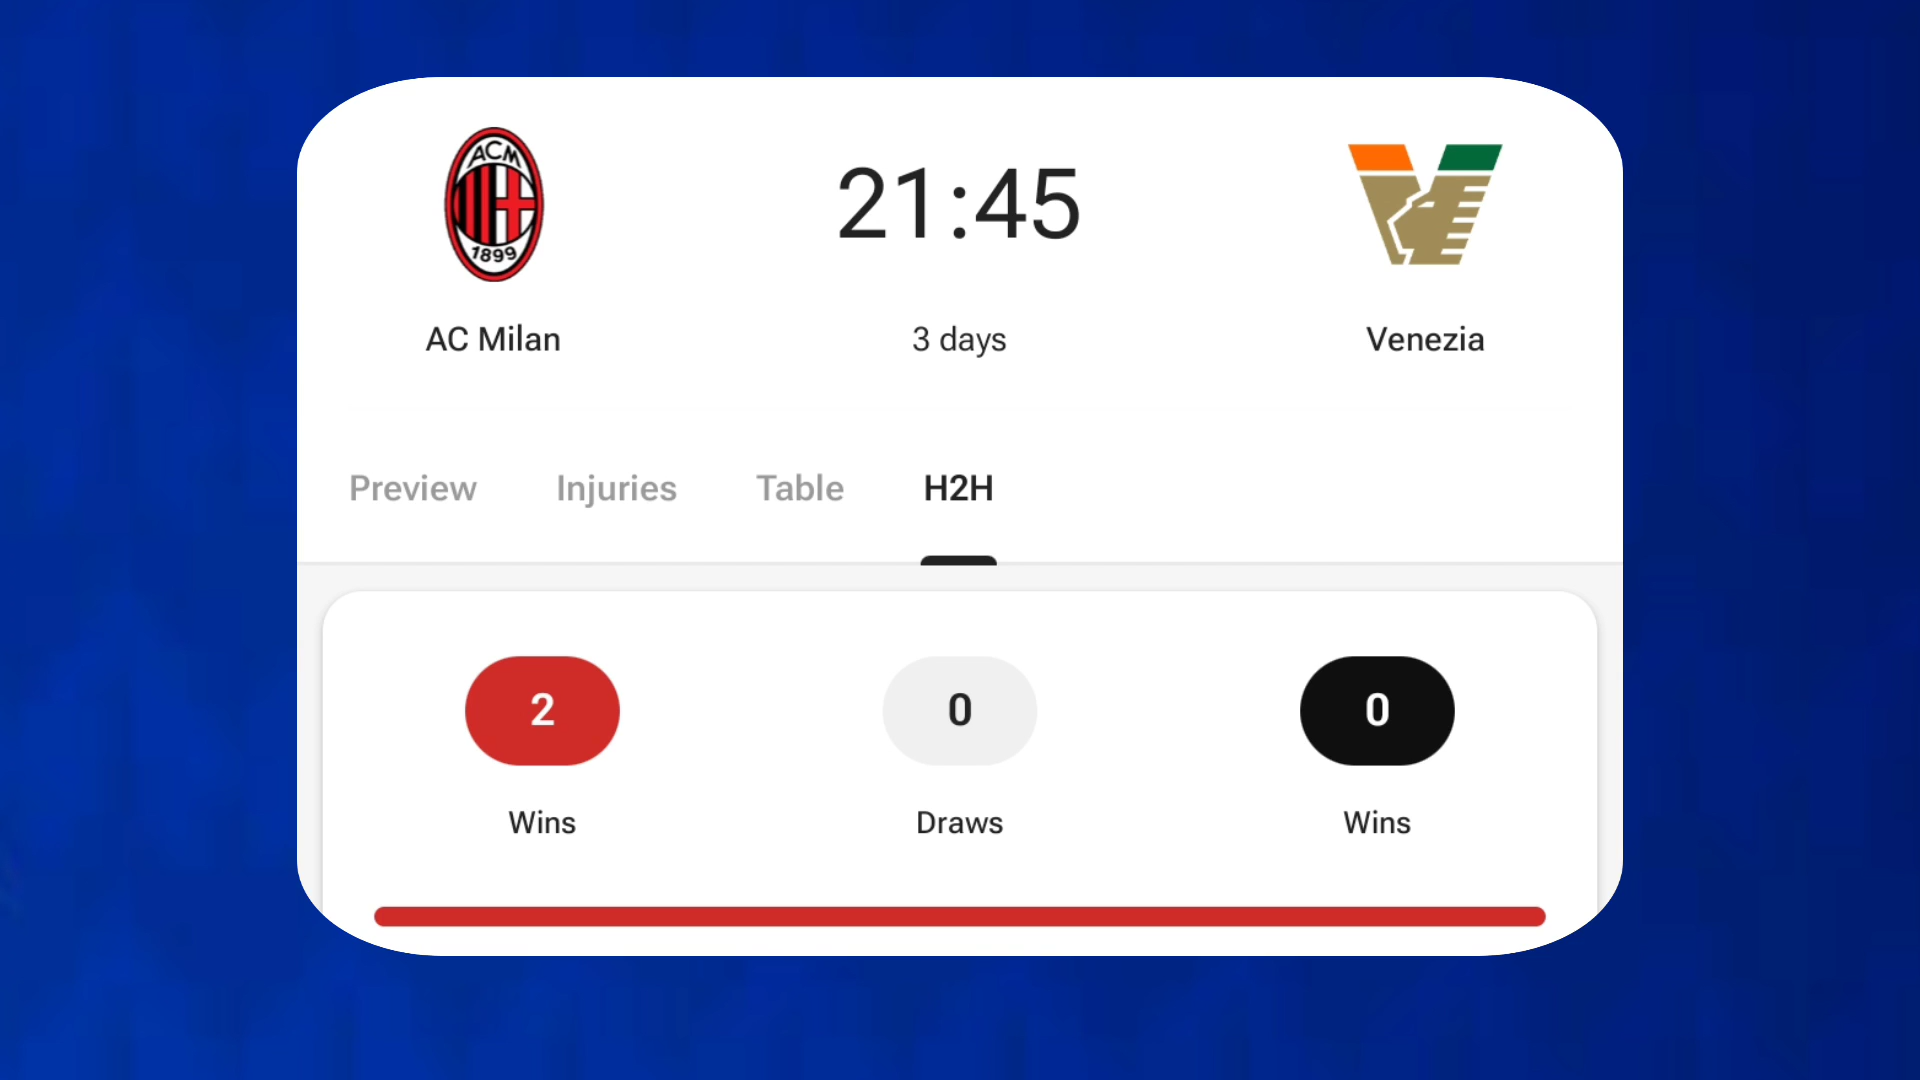 ACM
1899
21:45
AC Milan
3 days
Venezia
Preview Injuries Table H2H
2 0 0
Wins Draws Wins